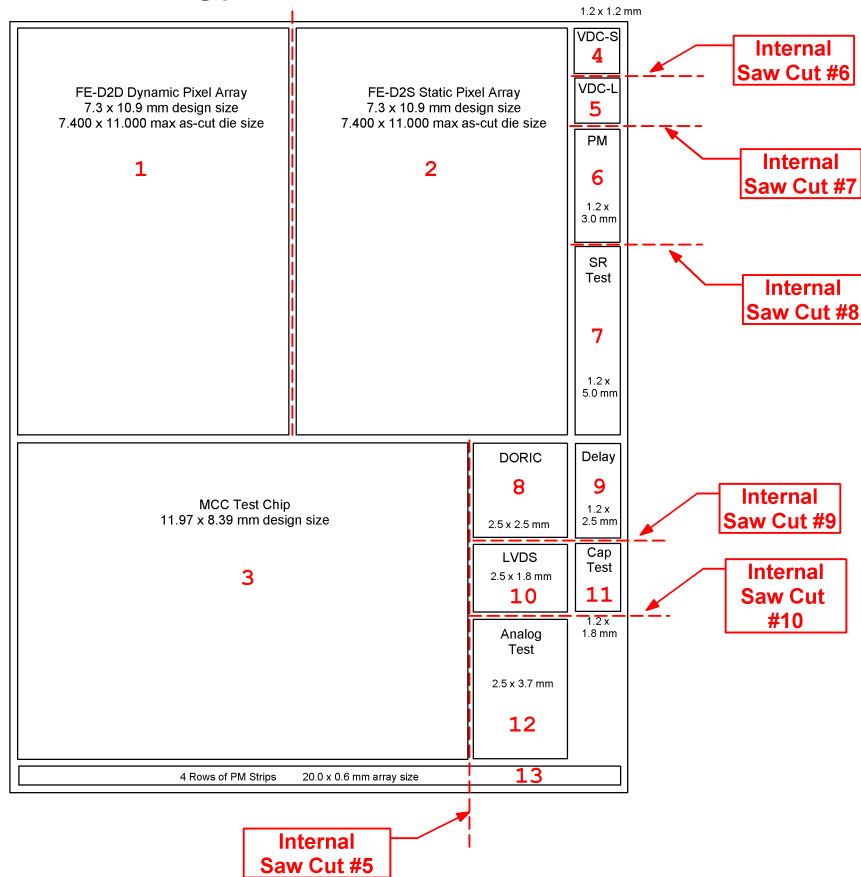 1.2 x 1.2 mm
VDC-S
4
Internal
Saw Cut #6
FE-D2D Dynamic Pixel Array
7.3 x 10.9 mm design size
7.400 x 11.000 max as-cut die size
1
FE-D2S Static Pixel Array
7.3 x 10.9 mm design size
7.400 x 11.000 max as-cut die size
2
VDC-L
5
Internal
Saw Cut #7
PM
6
1.2 x
3.0 mm
Internal
Saw Cut #8
SR
Test
7
1.2 x
5.0 mm
MCC Test Chip
11.97 x 8.39 mm design size
3
DORIC
8
2.5 x 2.5 mm
Delay
9
1.2 x
2.5 mm
Internal
Saw Cut #9
LVDS
2.5 x 1.8 mm
10
Cap
Test
11
1.2 x
1.8 mm
Internal
Saw Cut
#10
Analog
Test
2.5 x 3.7 mm
12
4 Rows of PM Strips 20.0 x 0.6 mm array size 13
Internal
Saw Cut #5